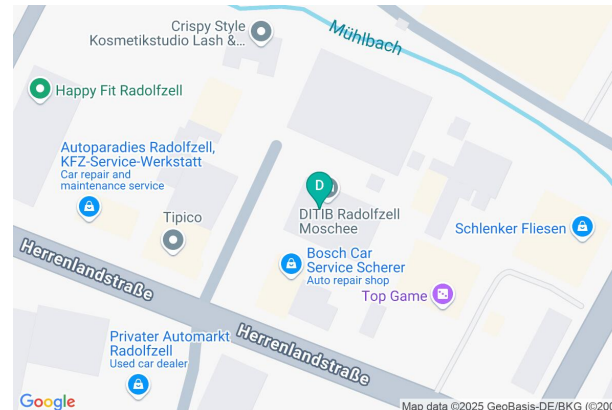 Crispy Style
Kosmetikstudio Lash &...
Mühlbach
Happy Fit Radolfzell
Autoparadies Radolfzell,
KFZ-Service-Werkstatt
Car repair and
maintenance service
D
DITIB Radolfzell
Moschee
Tipico
Schlenker Fliesen
Bosch Car
Service Scherer
Auto repair shop
Top Game
Herrenlandstraße
Herrenlandstraße
Privater Automarkt
Radolfzell
Used car dealer
Google
Map data ©2025 GeoBasis-DE/BKG (©200